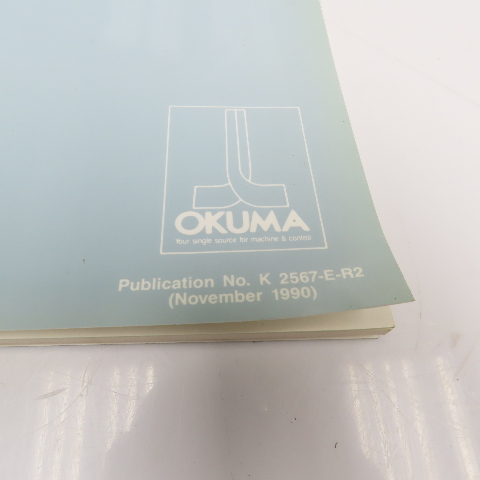 OKUMA
Your single source for machine & control
Publication No. K 2567-E-R2
(November 1990)